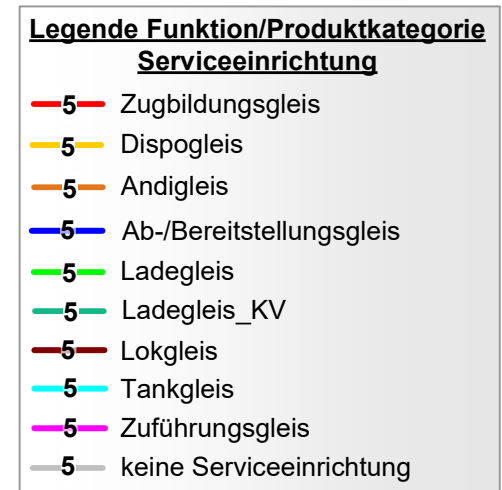 Legende Funktion/Produktkategorie
Serviceeinrichtung
5 Zugbildungsgleis
5 Dispogleis
5 Andigleis
5 Ab-/Bereitstellungsgleis
5 Ladegleis
5 Ladegleis_KV
5 Lokgleis
5 Tankgleis
5 Zuführungsgleis
5 keine Serviceeinrichtung